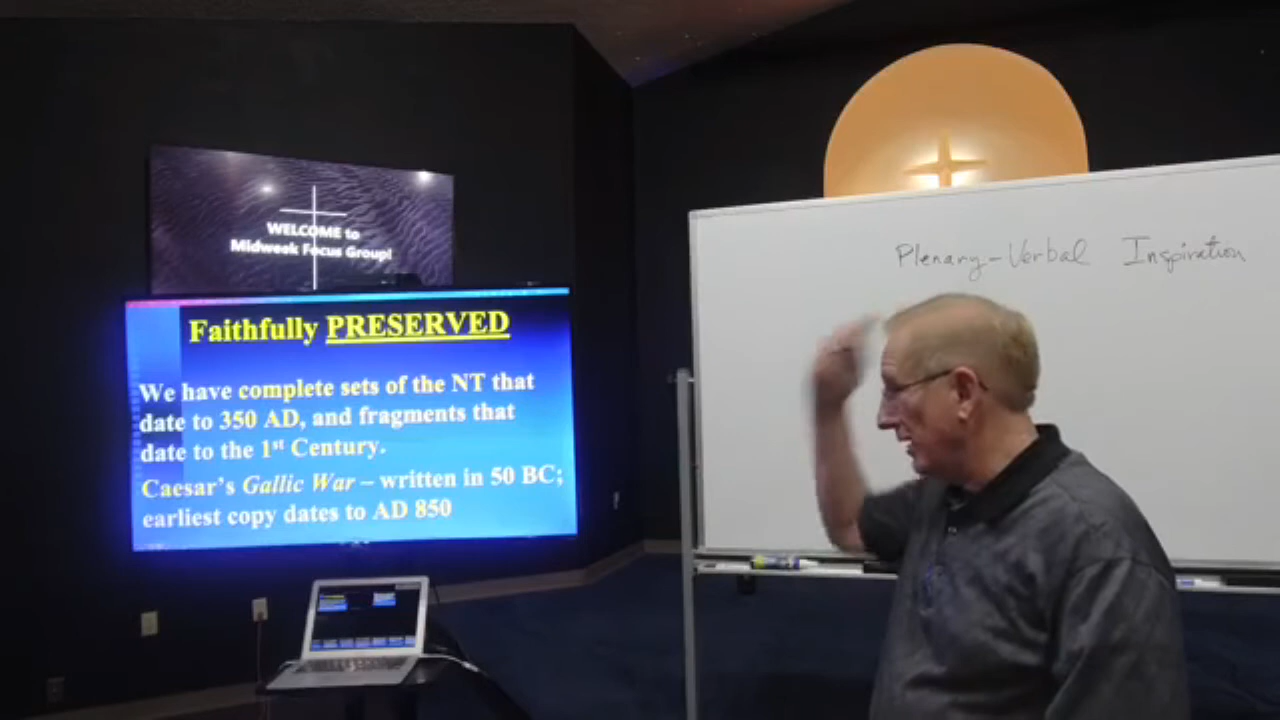 WELCOME to
Midweek Focus Group!
Faithfully PRESERVED
We have complete sets of the NT that
date to 350 AD, and fragments that
date to the 1st Century.
Caesar's Gallic War – written in 50 BC;
earliest copy dates to AD 850
Plenary-Verbal Inspiration